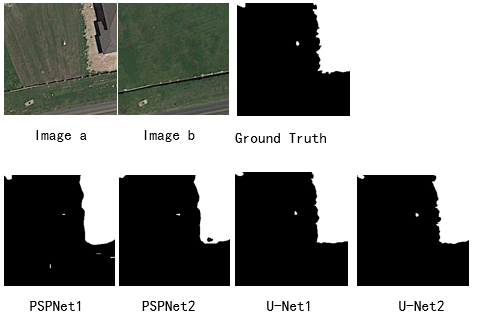 Image a
Image b
Ground Truth
PSPNet1
PSPNet2
U-Net1
U-Net2